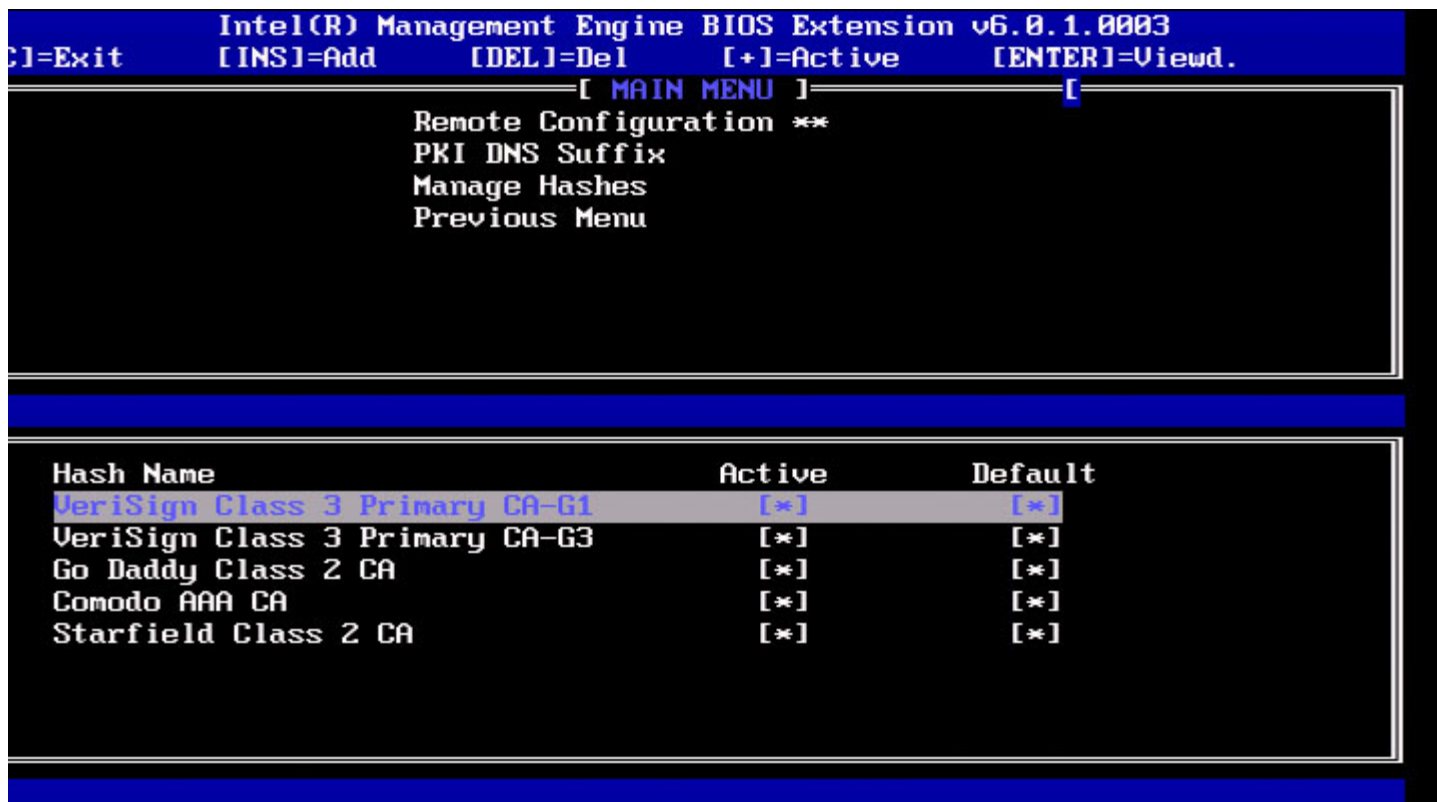 Intel(R) Management Engine BIOS Extension v6.0.1.0003
C]=Exit [INS]=Add [DEL]=Del [+]=Active [ENTER]=Viewd.
[ MAIN MENU ] [
Remote Configuration **
PKI DNS Suffix
Manage Hashes
Previous Menu
Hash Name Active Default
VeriSign Class 3 Primary CA-G1 [*] [*]
VeriSign Class 3 Primary CA-G3 [*] [*]
Go Daddy Class 2 CA [*] [*]
Comodo AAA CA [*] [*]
Starfield Class 2 CA [*] [*]